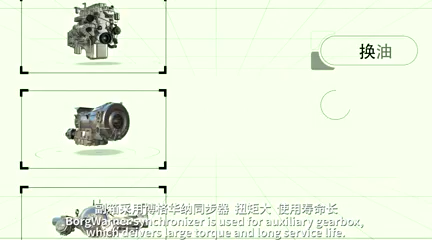 换油
副箱采用博格华纳同步器 扭矩大 使用寿命长
BorgWarner synchronizer is used for auxiliary gearbox,
which delivers large torque and long service life.